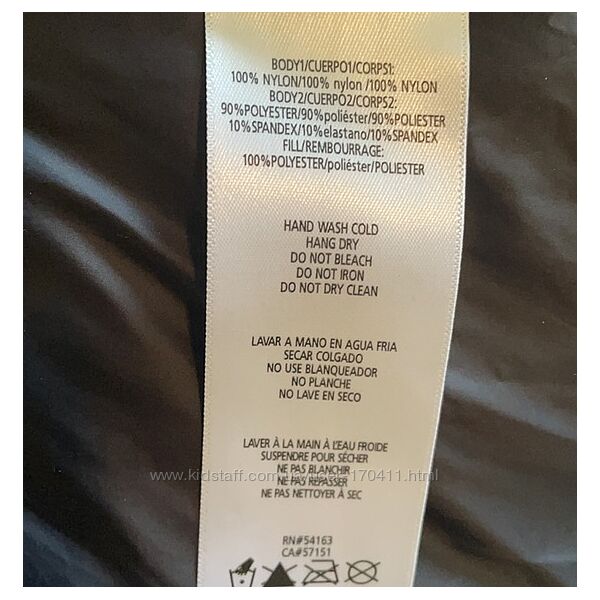 BODY1/CUERPO1/CORPS1:
100% NYLON/100% nylon /100% NYLON
BODY2/CUERPO2/CORPS2:
90%POLYESTER/90%poliéster/90%POLYESTER
10%SPANDEX/10%elastano/10%SPANDEX
FILL/REMBOURRAGE:
100%POLYESTER/poliéster/POLIESTER
HAND WASH COLD
HANG DRY
DO NOT BLEACH
DO NOT IRON
DO NOT DRY CLEAN
LAVAR A MANO EN AGUA FRIA
SECAR COLGADO
NO USE BLANQUEADOR
NO PLANCHE
NO LAVE EN SECO
LAVER À LA MAIN À L'EAU FROIDE
SUSPENDRE POUR SÉCHER
NE PAS BLANCHIR
NE PAS REPASSER
NE PAS NETTOYER À SEC
RN#54163
CA#57151